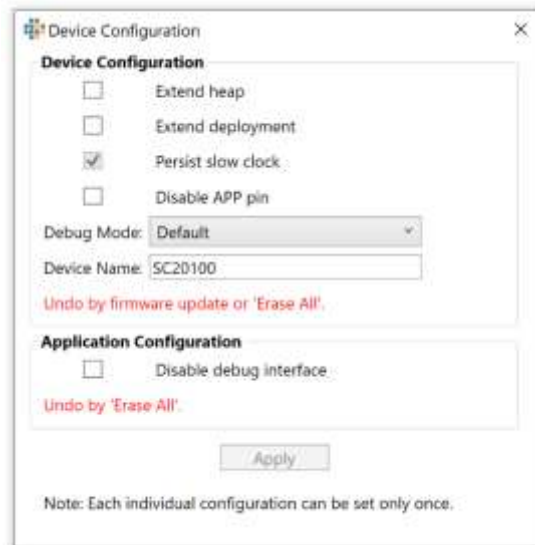 Device Configuration
Device Configuration
Extend heap
Extend deployment
Persist slow clock
Disable APP pin
Debug Mode: Default
Device Name: SC20100
Undo by firmware update or 'Erase All'.
Application Configuration
Disable debug interface
Undo by 'Erase All'.
Apply
Note: Each individual configuration can be set only once.